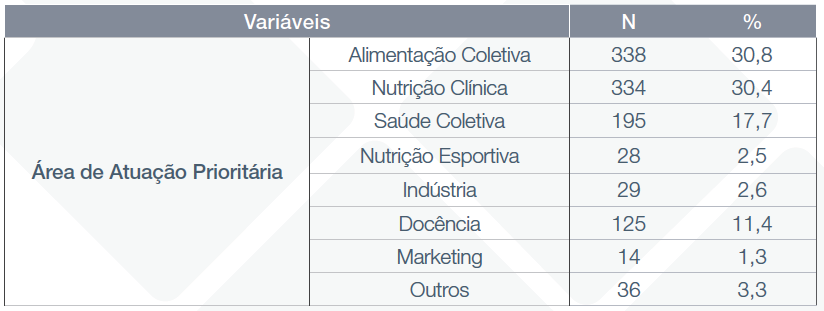 Variáveis N %
Alimentação Coletiva 338 30,8
Nutrição Clínica 334 30,4
Saúde Coletiva 195 17,7
Nutrição Esportiva 28 2,5
Área de Atuação Prioritária
Indústria 29 2,6
Docência 125 11,4
Marketing 14 1,3
Outros 36 3,3